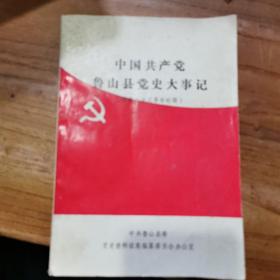 中国共产党
鲁山县党史大事记
中共鲁山县委
党史资料征集编纂委员会办公室